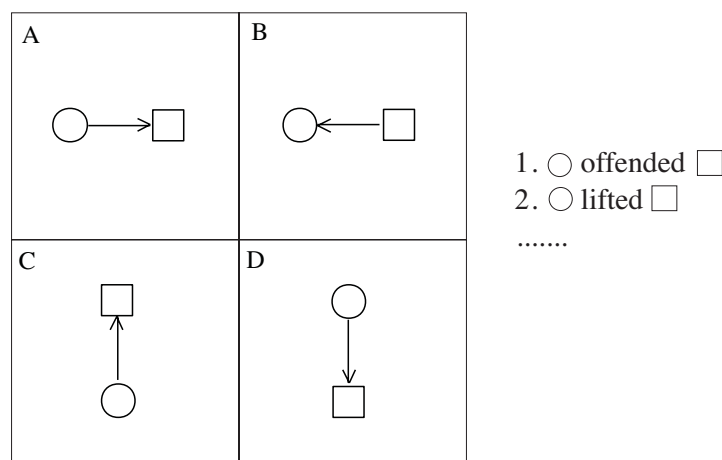 A
B
C
D
1. ○ offended □
2. ○ lifted □
.......